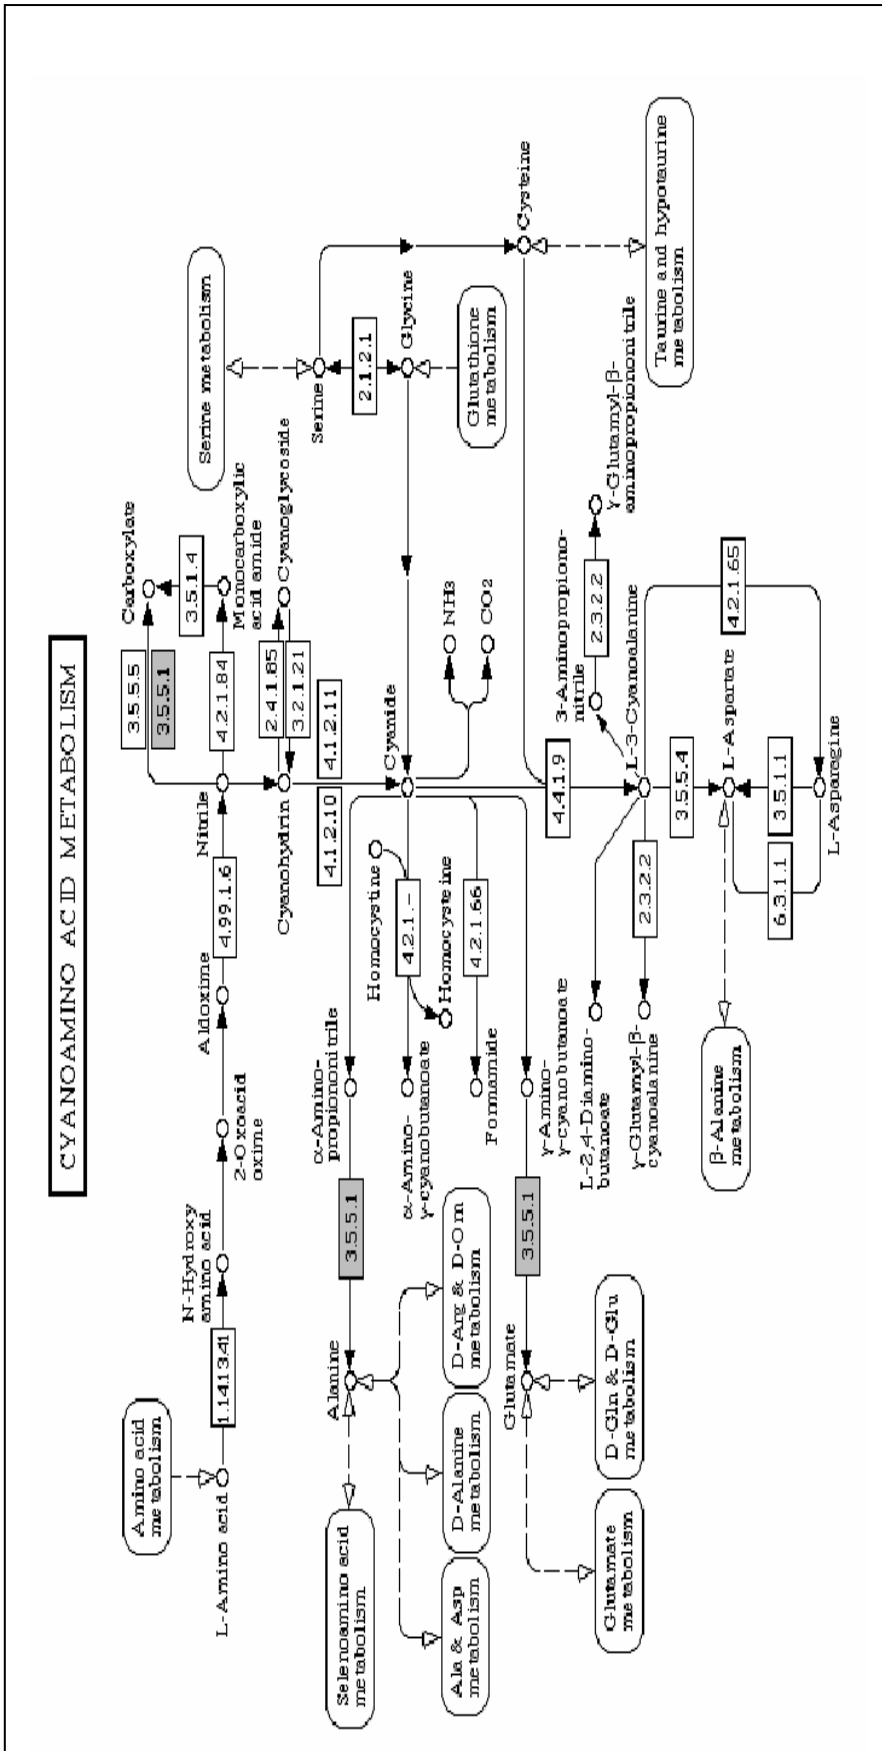 CYANOAMINO ACID METABOLISM
Amino acid
metabolism
L-Amino acid
1.14.13.41
N-Hydroxy
amino acid
2-Oxoacid
oxime
Aldoxime
4.99.1.6
Nitrile
3.5.5.5
3.5.5.1
Carboxylate
3.5.1.4
4.2.1.84
Monocarboxylic
acid amide
2.4.1.85
3.2.1.21
Cyanoglycoside
Cyanohydrin
4.1.2.10
4.1.2.11
Serine metabolism
Serine
2.1.2.1
Glycine
Glutathione
metabolism
Cysteine
Taurine and hypotaurine
metabolism
Cyanide
NH3
CO2
Selenoamino acid
metabolism
Alanine
3.5.5.1
α-Amino-
propiononitrile
Homocystine
4.2.1.-
Homocysteine
α-Amino-
γ-cyanobutanoate
4.2.1.66
Formamide
Ala & Asp
metabolism
D-Alanine
metabolism
D-Arg & D-Orn
metabolism
Glutamate
3.5.5.1
γ-Amino-
γ-cyanobutanoate
Glutamate
metabolism
D-Gln & D-Glu
metabolism
4.4.1.9
3-Aminopropiono-
nitrile
2.3.2.2
γ-Glutamyl-β-
aminopropiononitrile
L-3-Cyanoalanine
L-2,4-Diamino-
butanoate
2.3.2.2
γ-Glutamyl-β-
cyanoalanine
3.5.5.4
4.2.1.65
L-Aspartate
β-Alanine
metabolism
6.3.1.1
3.5.1.1
L-Asparagine